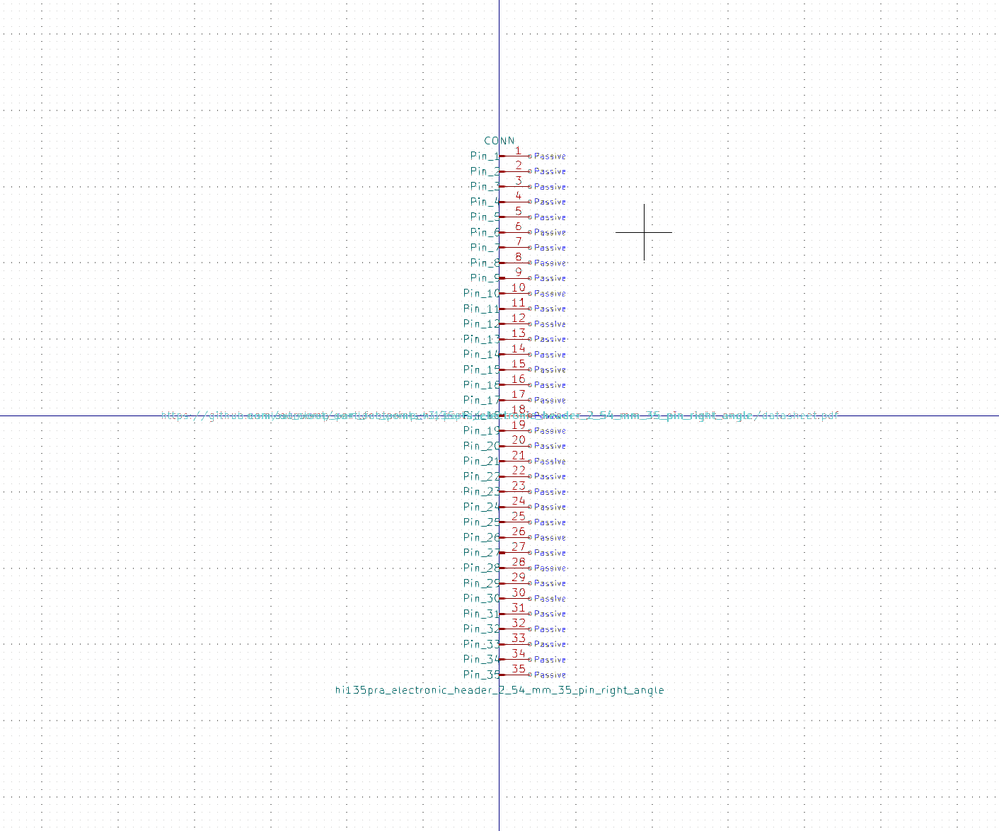 CONN
Pin_1 1 Passive
Pin_2 2 Passive
Pin_3 3 Passive
Pin_4 4 Passive
Pin_5 5 Passive
Pin_6 6 Passive
Pin_7 7 Passive
Pin_8 8 Passive
Pin_9 9 Passive
Pin_10 10 Passive
Pin_11 11 Passive
Pin_12 12 Passive
Pin_13 13 Passive
Pin_14 14 Passive
Pin_15 15 Passive
Pin_16 16 Passive
Pin_17 17 Passive
18
Pin_19 19 Passive
Pin_20 20 Passive
Pin_21 21 Passive
Pin_22 22 Passive
Pin_23 23 Passive
Pin_24 24 Passive
Pin_25 25 Passive
Pin_26 26 Passive
Pin_27 27 Passive
Pin_28 28 Passive
Pin_29 29 Passive
Pin_30 30 Passive
Pin_31 31 Passive
Pin_32 32 Passive
Pin_33 33 Passive
Pin_34 34 Passive
Pin_35 35 Passive
hi135pra_electronic_header_2_54_mm_35_pin_right_angle